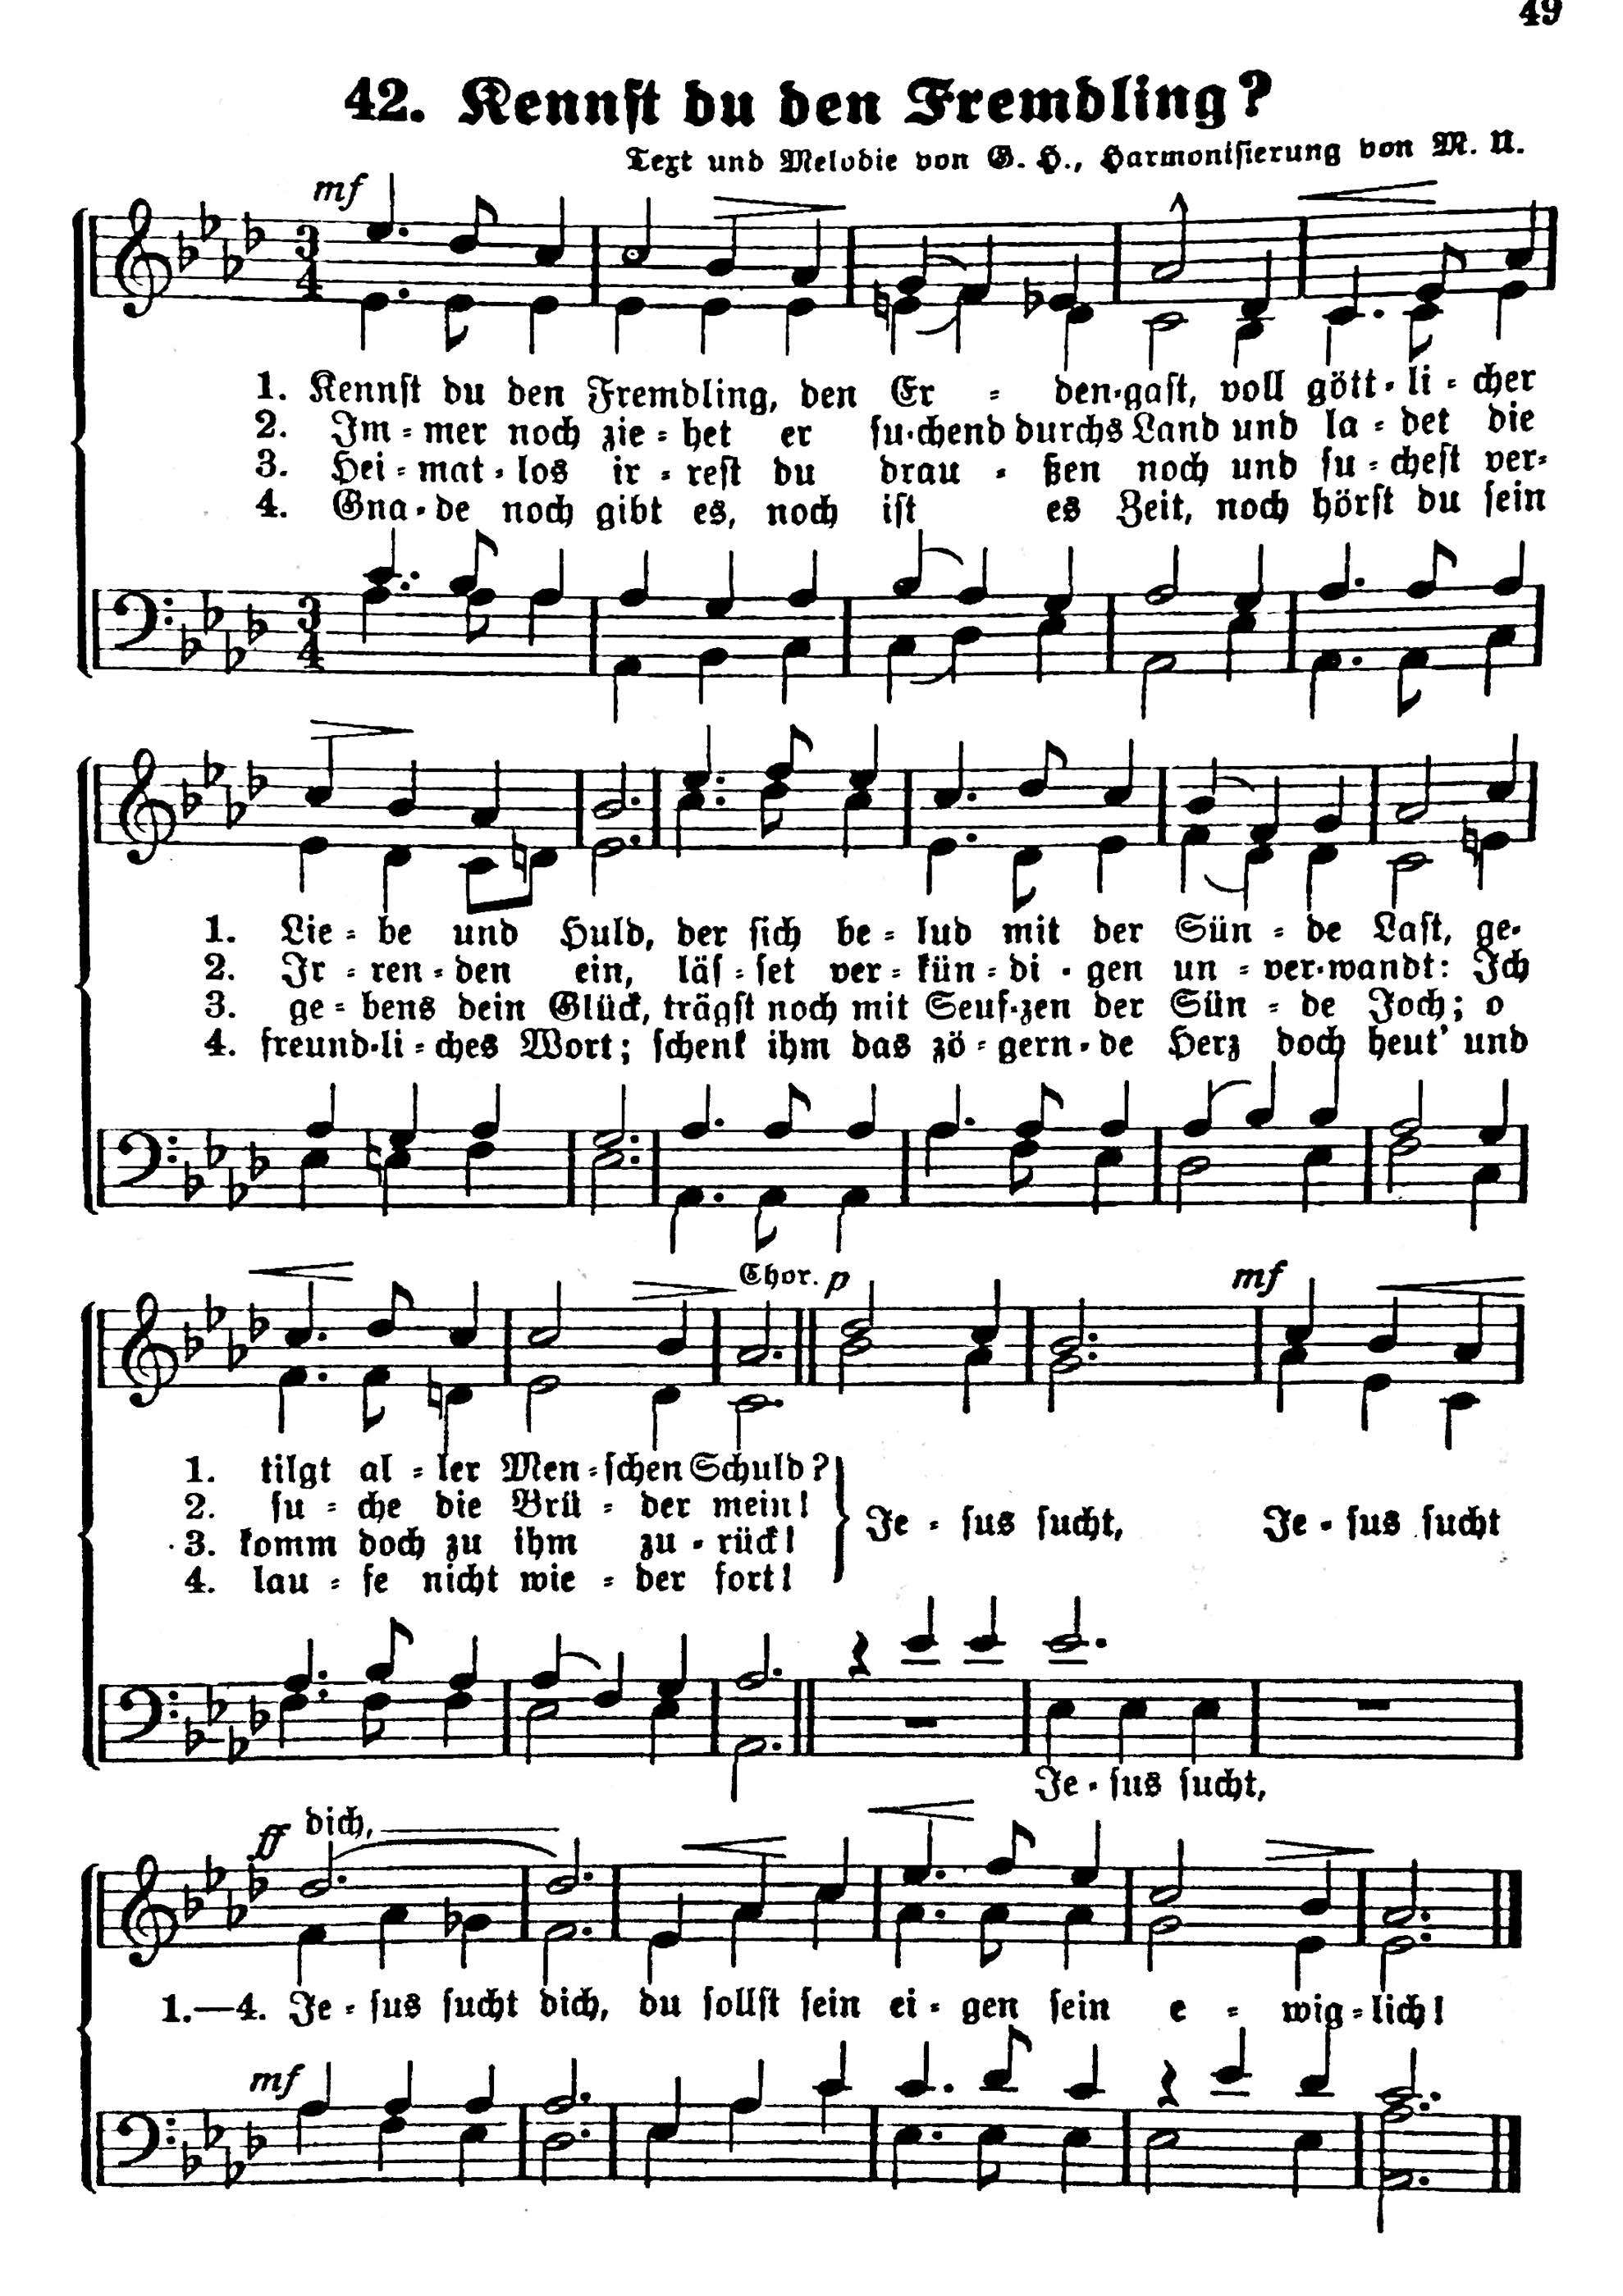 49
42. Kennſt du den Fremdling?
Text und Melodie von G. H., Harmoniſierung von M. U.
mf
1. Kennſt du den Fremdling, den Er - den-gaſt, voll gött-li-cher
2. Im-mer noch zie-het er ſu-chend durchs Land und la-det die
3. Hei-mat-los ir-reſt du drau-ßen noch und ſu-cheſt ver-
4. Gna-de noch gibt es, noch iſt es Zeit, noch hörſt du ſein
1. Lie-be und Huld, der ſich be-lud mit der Sün-de Laſt, ge-
2. Ir-ren-den ein, läſ-ſet ver-kün-di-gen un-ver-wandt: Ich
3. ge-bens dein Glück, trägſt noch mit Seuf-zen der Sün-de Joch; o
4. freund-li-ches Wort; ſchenk ihm das zö-gern-de Herz doch heut' und
Chor. p mf
1. tilgt al-ler Men-ſchen Schuld?
2. ſu-che die Brü-der mein!
3. komm doch zu ihm zu-rück!
4. lau-fe nicht wie-der fort!
Je-ſus ſucht, Je-ſus ſucht
Je-ſus ſucht,
ff dich,
1.—4. Je-ſus ſucht dich, du ſollſt ſein ei-gen ſein e-wig-lich!
mf